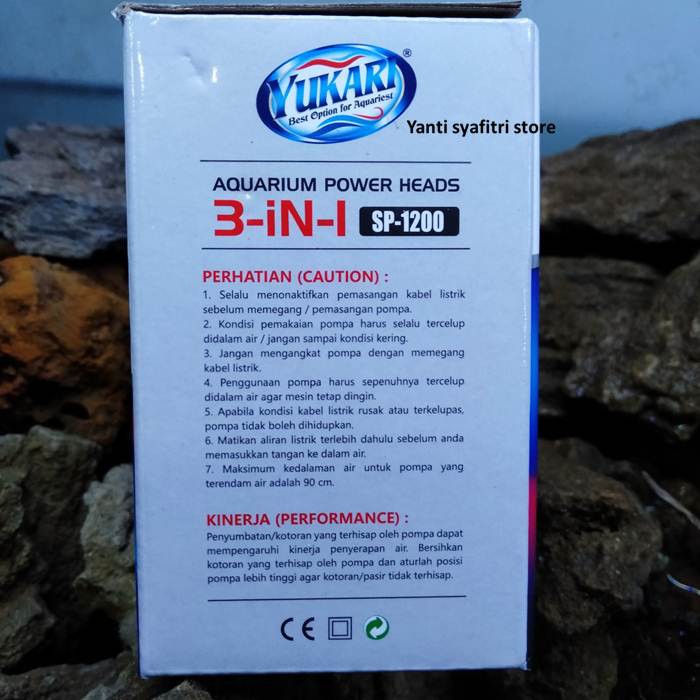 YUKARI®
Best Option for Aquariest
Yanti syafitri store
AQUARIUM POWER HEADS
3-iN-1 SP-1200
PERHATIAN (CAUTION) :
1. Selalu menonaktifkan pemasangan kabel listrik
sebelum memegang / pemasangan pompa.
2. Kondisi pemakaian pompa harus selalu tercelup
didalam air / jangan sampai kondisi kering.
3. Jangan mengangkat pompa dengan memegang
kabel listrik.
4. Penggunaan pompa harus sepenuhnya tercelup
didalam air agar mesin tetap dingin.
5. Apabila kondisi kabel listrik rusak atau terkelupas,
pompa tidak boleh dihidupkan.
6. Matikan aliran listrik terlebih dahulu sebelum anda
memasukkan tangan ke dalam air.
7. Maksimum kedalaman air untuk pompa yang
terendam air adalah 90 cm.
KINERJA (PERFORMANCE) :
Penyumbatan/kotoran yang terhisap oleh pompa dapat
mempengaruhi kinerja penyerapan air. Bersihkan
kotoran yang terhisap oleh pompa dan aturlah posisi
pompa lebih tinggi agar kotoran/pasir tidak terhisap.
CE